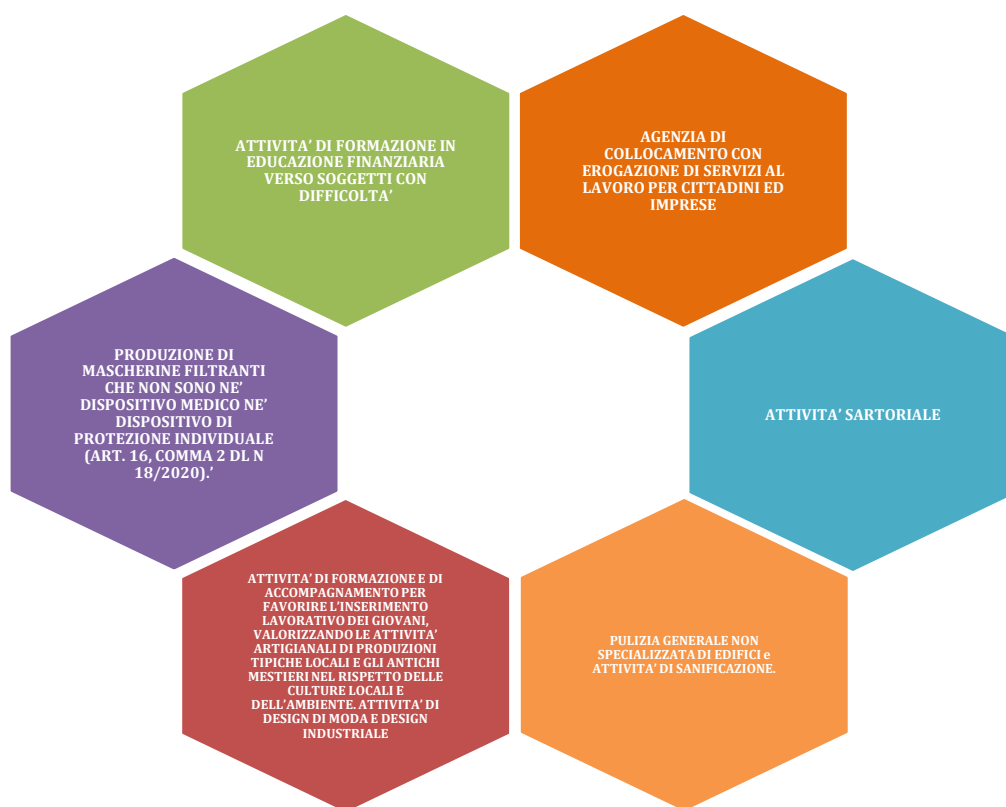 ATTIVITA' DI FORMAZIONE IN
EDUCAZIONE FINANZIARIA
VERSO SOGGETTI CON
DIFFICOLTA'
AGENZIA DI
COLLOCAMENTO CON
EROGAZIONE DI SERVIZI AL
LAVORO PER CITTADINI ED
IMPRESE
PRODUZIONE DI
MASCHERINE FILTRANTI
CHE NON SONO NE'
DISPOSITIVO MEDICO NE'
DISPOSITIVO DI
PROTEZIONE INDIVIDUALE
(ART. 16, COMMA 2 DL N
18/2020).'
ATTIVITA' SARTORIALE
ATTIVITA' DI FORMAZIONE E DI
ACCOMPAGNAMENTO PER
FAVORIRE L'INSERIMENTO
LAVORATIVO DEI GIOVANI,
VALORIZZANDO LE ATTIVITA'
ARTIGIANALI DI PRODUZIONI
TIPICHE LOCALI E GLI ANTICHI
MESTIERI NEL RISPETTO DELLE
CULTURE LOCALI E
DELL'AMBIENTE. ATTIVITA' DI
DESIGN DI MODA E DESIGN
INDUSTRIALE
PULIZIA GENERALE NON
SPECIALIZZATA DI EDIFICI e
ATTIVITA' DI SANIFICAZIONE.